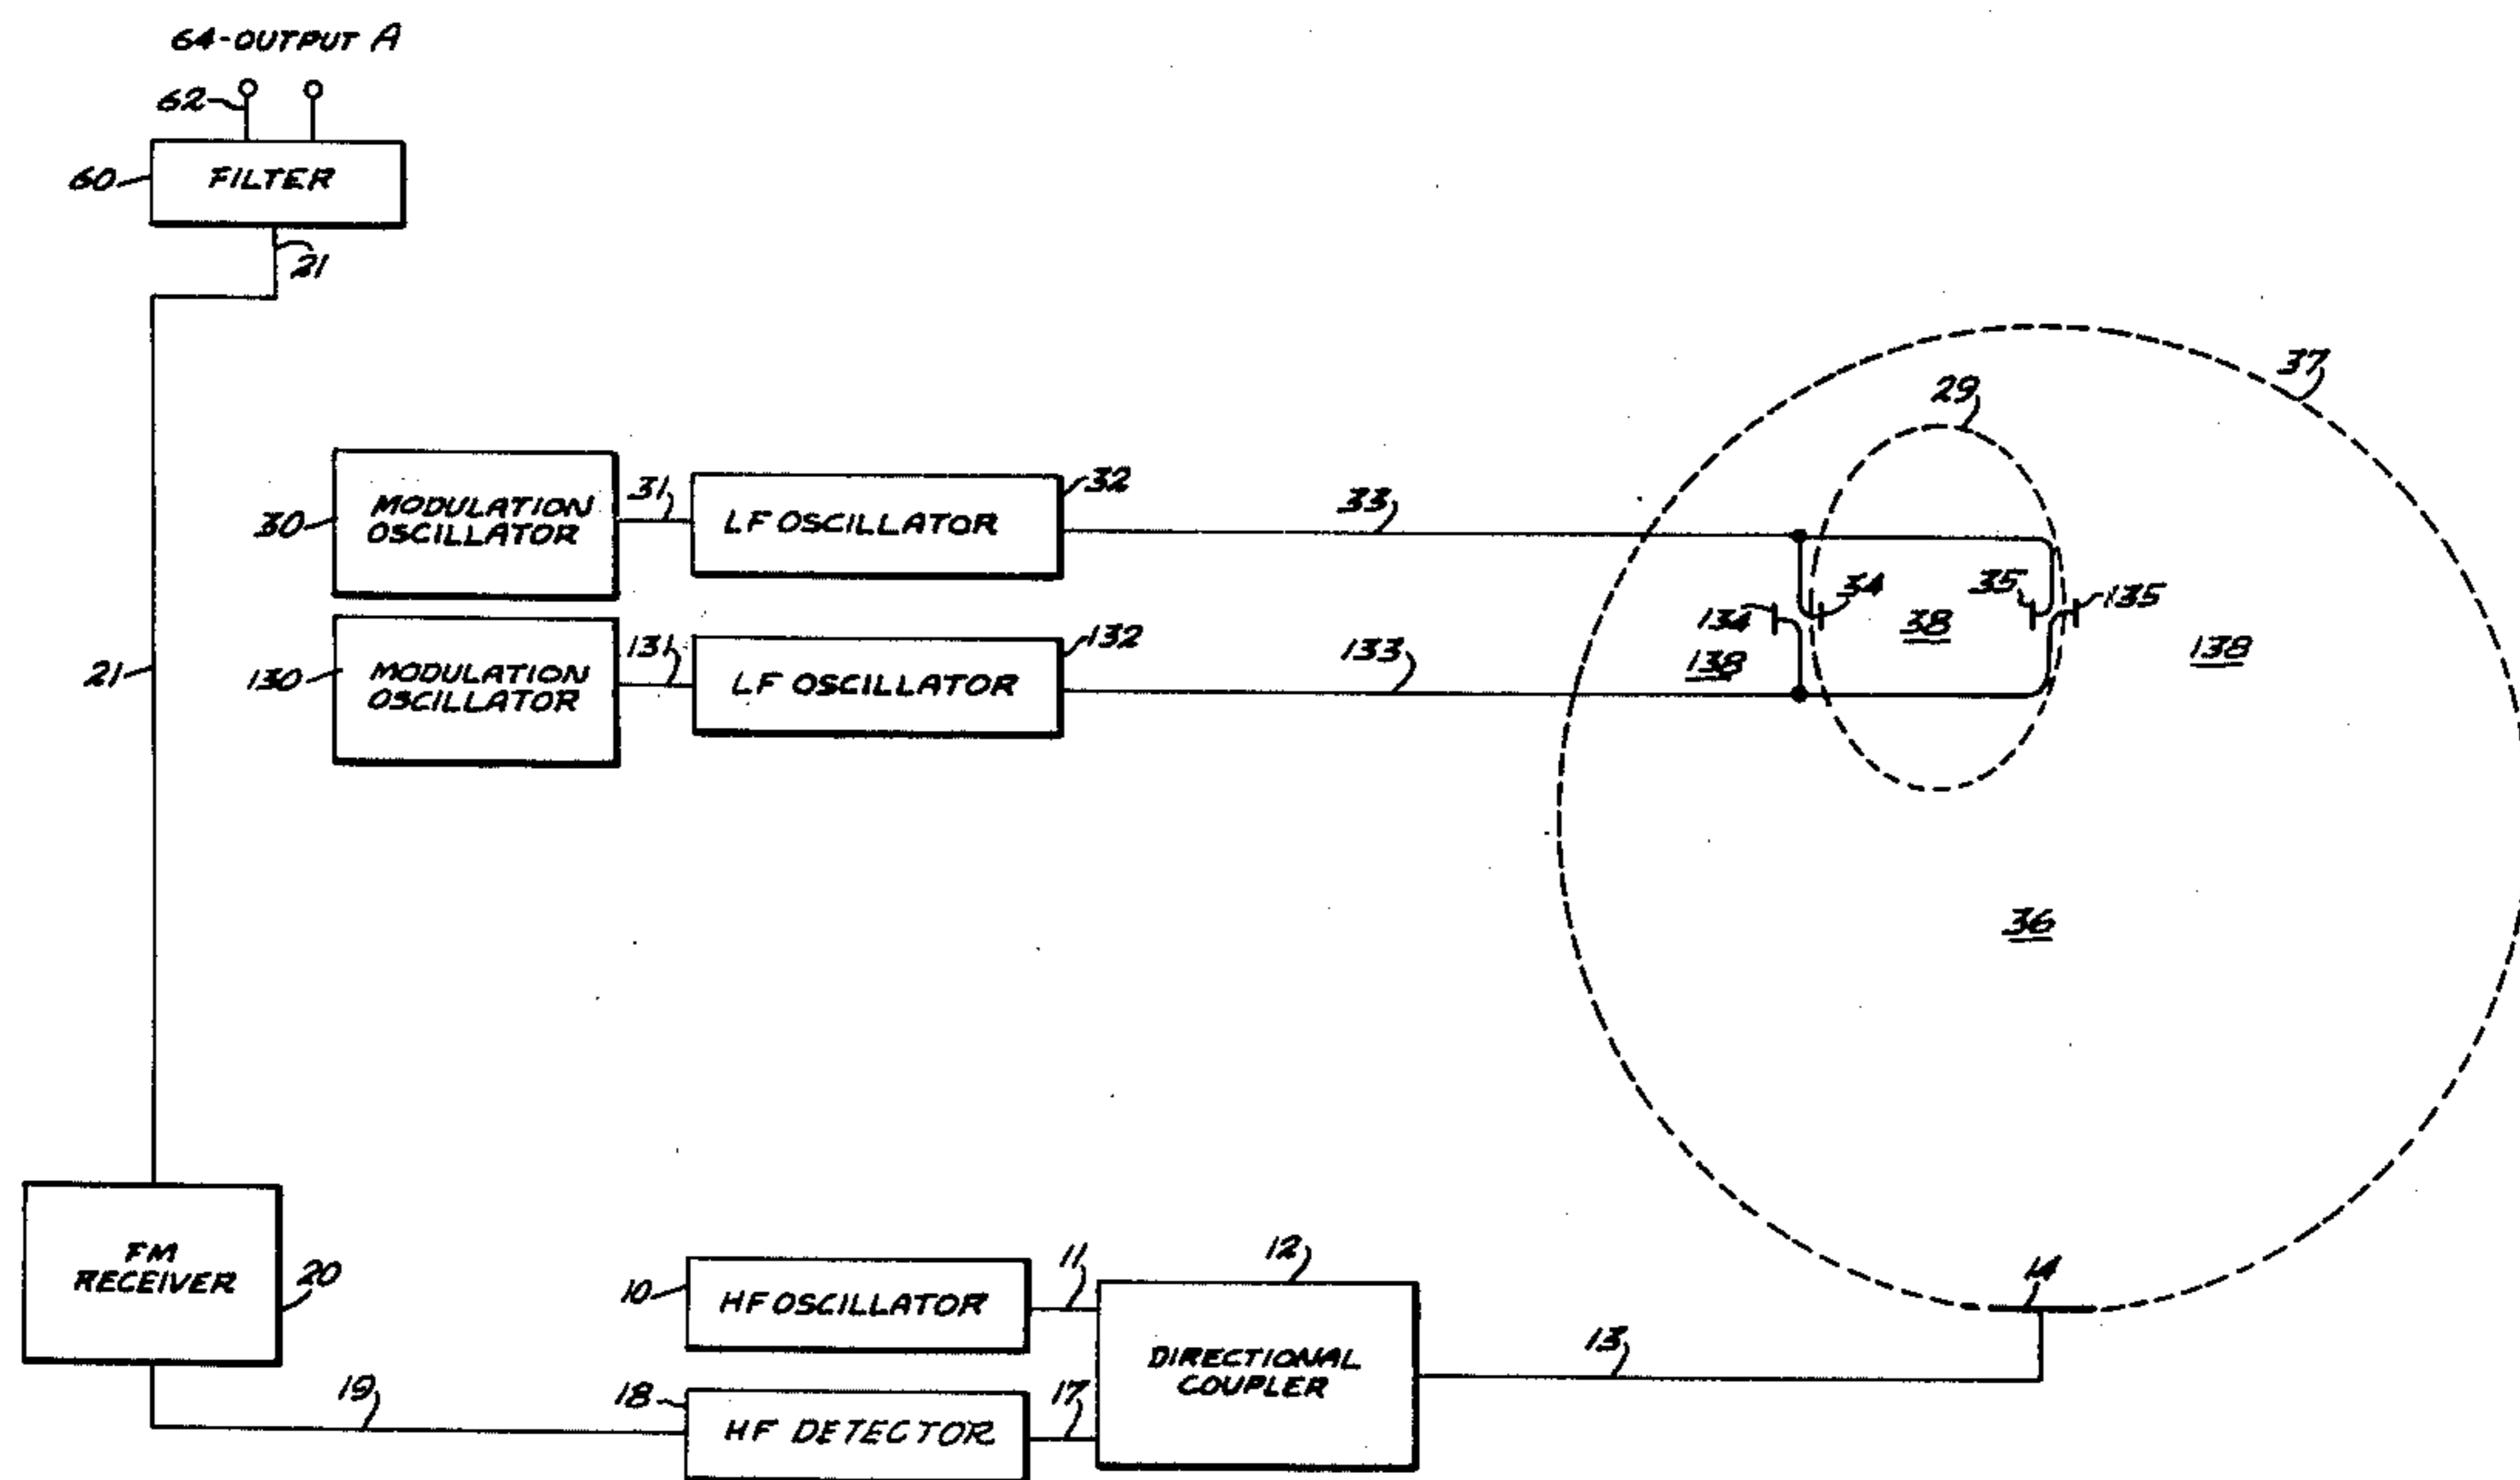 64-OUTPUT A
62
60
FILTER
21
37
29
30
MODULATION
OSCILLATOR
31
LF OSCILLATOR
32
33
34
35
135
134
38
138
138
130
MODULATION
OSCILLATOR
131
LF OSCILLATOR
132
133
21
36
FM
RECEIVER
20
10
HF OSCILLATOR
11
12
DIRECTIONAL
COUPLER
13
14
19
18
HF DETECTOR
17